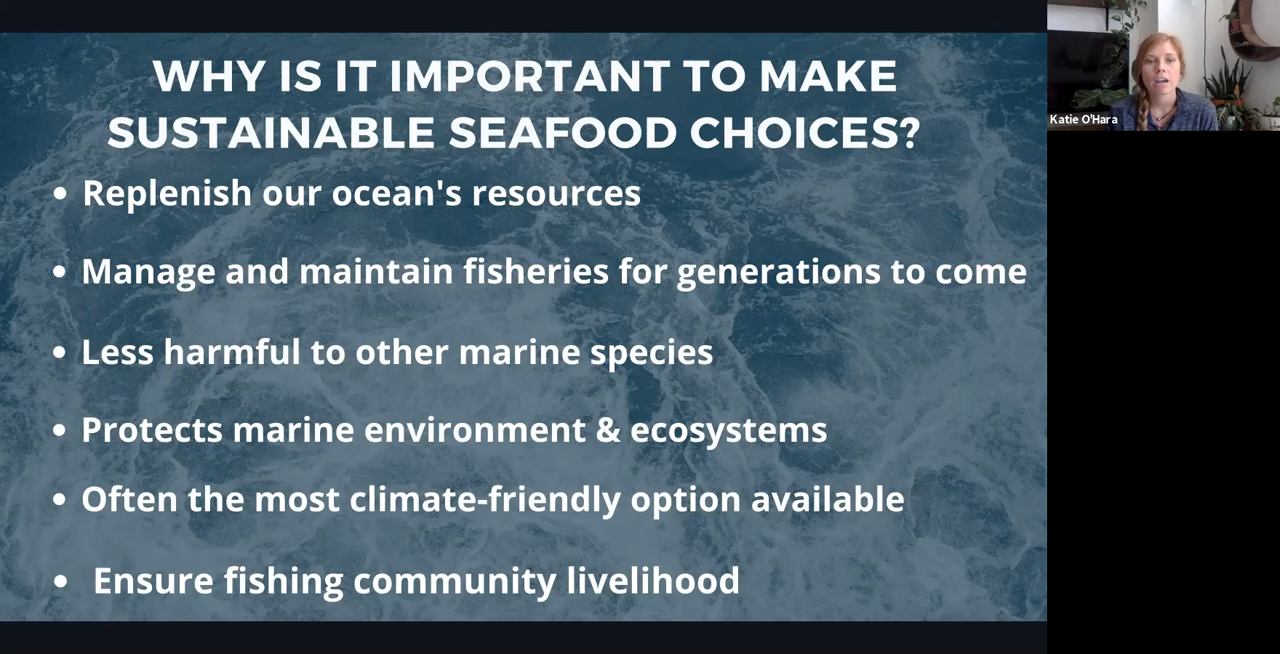 WHY IS IT IMPORTANT TO MAKE
SUSTAINABLE SEAFOOD CHOICES?
• Replenish our ocean's resources
• Manage and maintain fisheries for generations to come
• Less harmful to other marine species
• Protects marine environment & ecosystems
• Often the most climate-friendly option available
• Ensure fishing community livelihood
Katie O'Hara